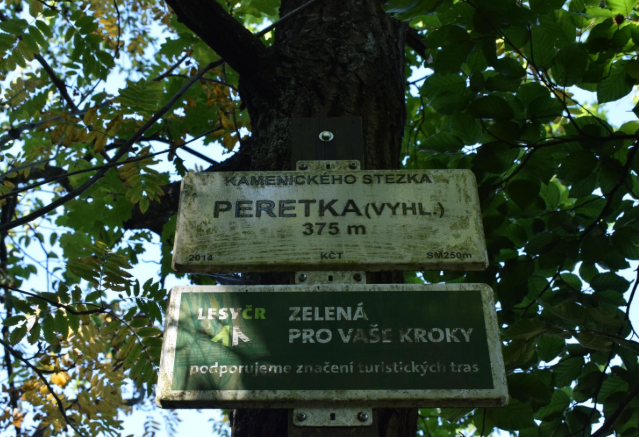 KAMENICKÉHO STEZKA
PERETKA (VYHL.)
375 m
2014 KČT SM250m
LESYČR ZELENÁ
PRO VAŠE KROKY
podporujeme značení turistických tras